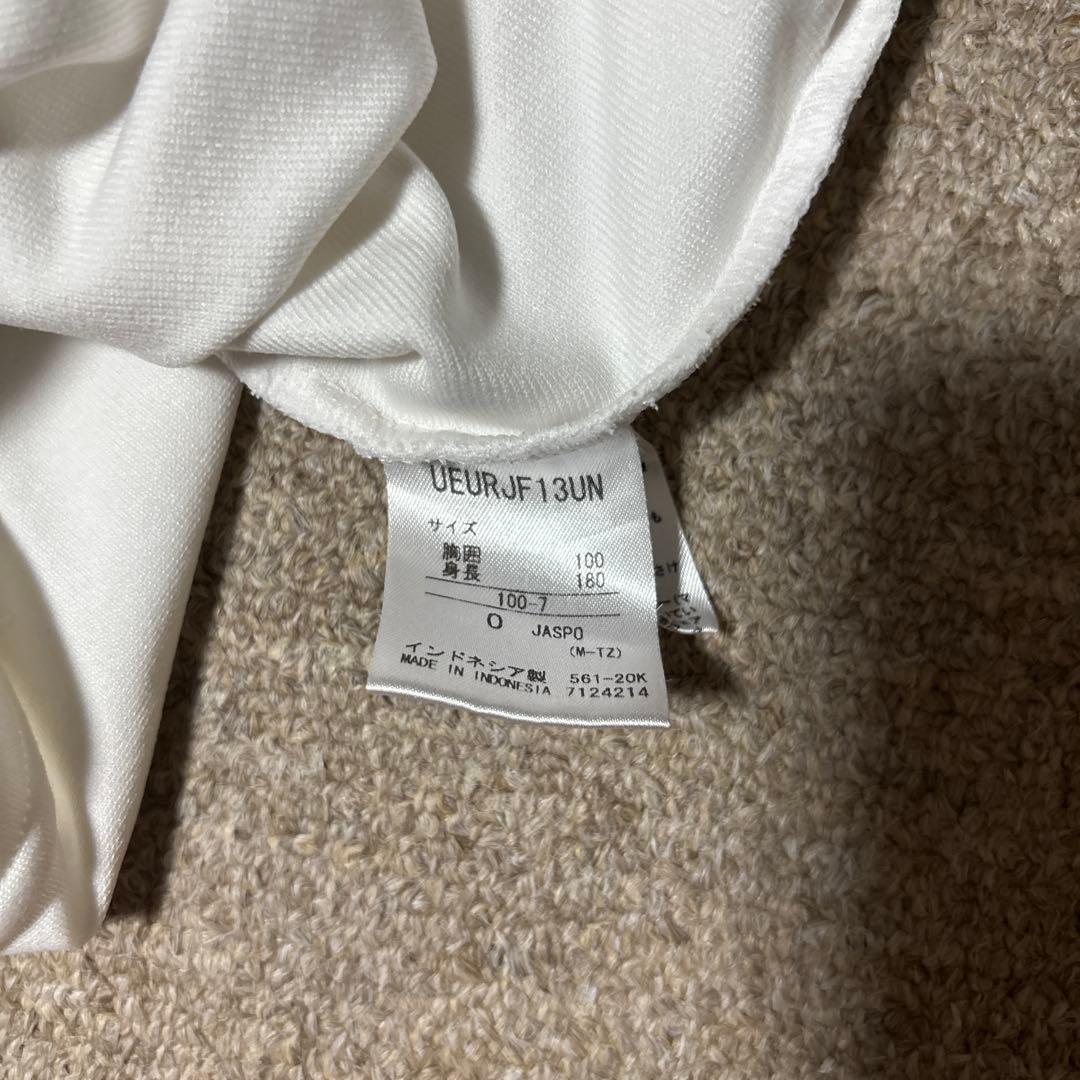 UEURJF13UN
サイズ
胸囲 100
身長 180
100-7
O JASPO
(M-TZ)
インドネシア製 561-20K
MADE IN INDONESIA 7124214